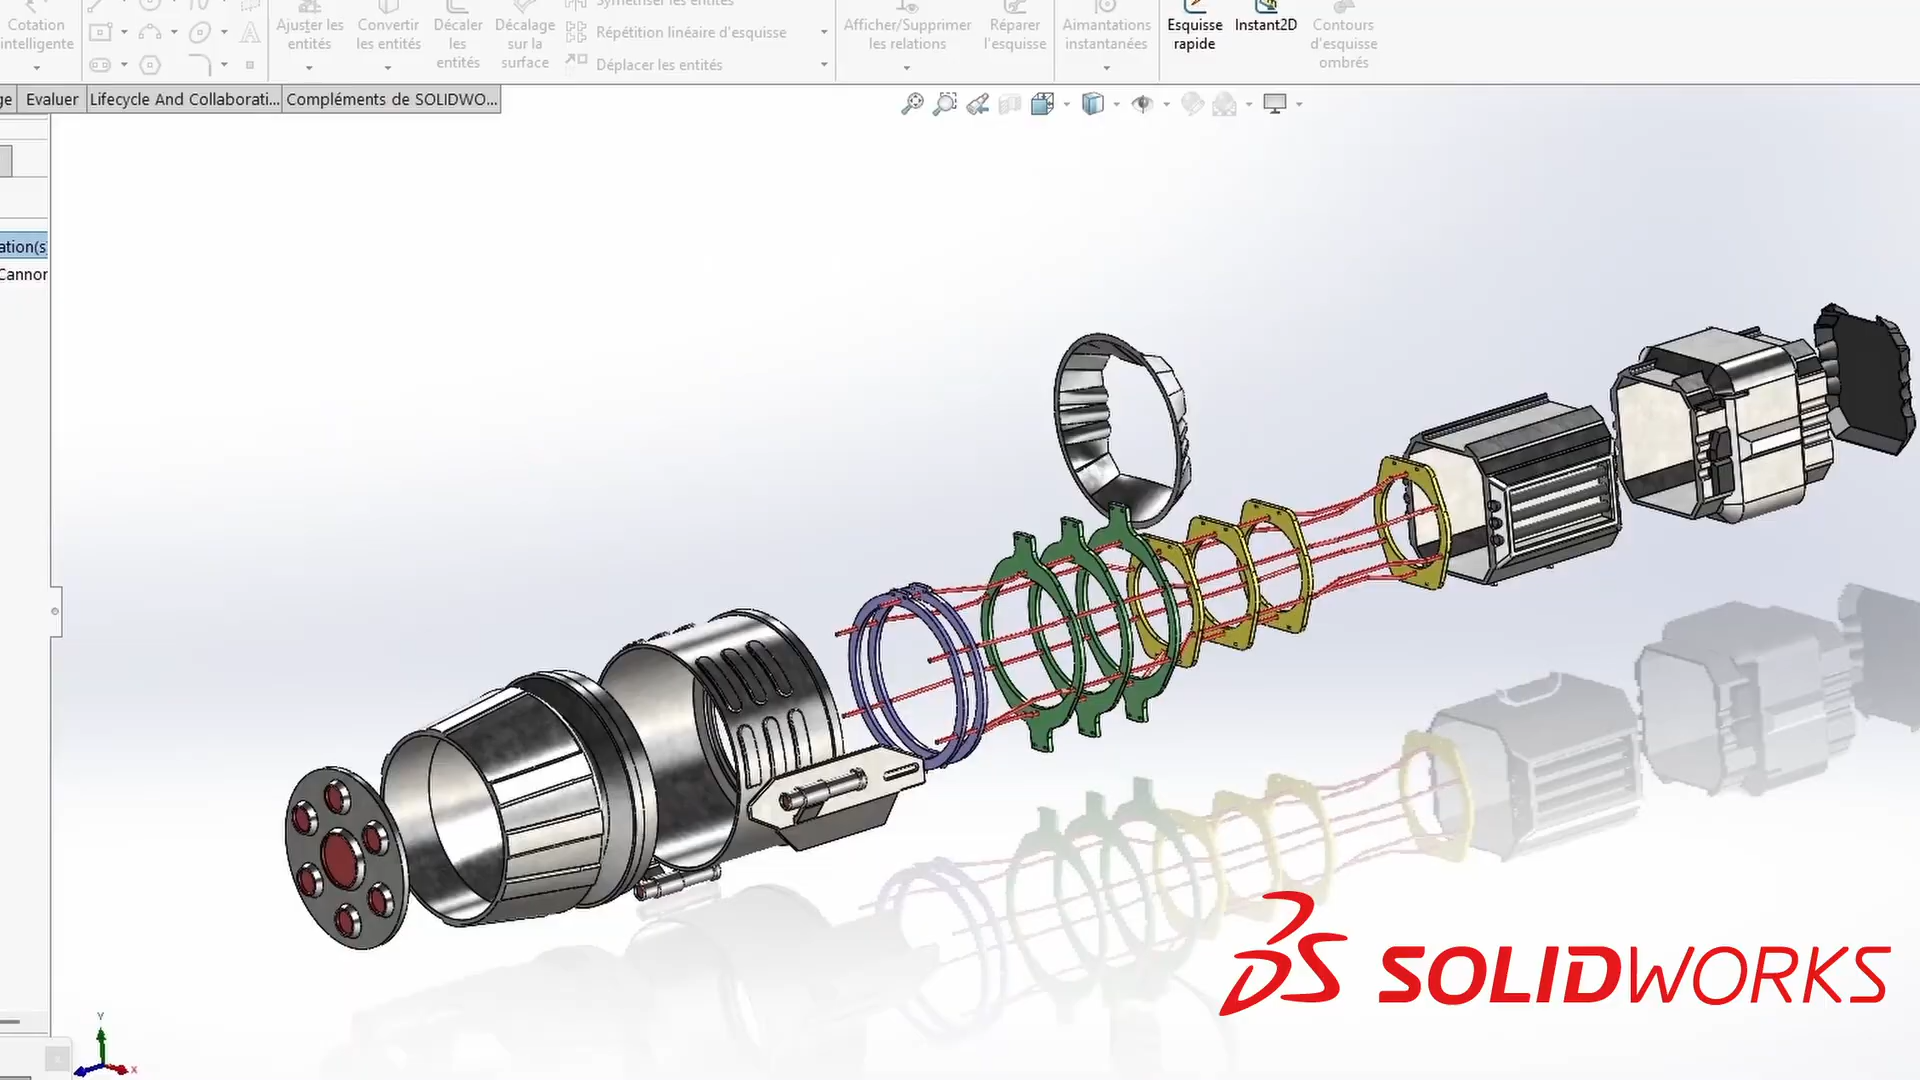 Symétriser les entités
Cotation
intelligente
Ajuster les
entités
Convertir
les entités
Décaler
les
entités
Décalage
sur la
surface
Répétition linéaire d'esquisse
Déplacer les entités
Afficher/Supprimer
les relations
Réparer
l'esquisse
Aimantations
instantanées
Esquisse
rapide
Instant2D
Contours
d'esquisse
ombrés
ge
Evaluer
Lifecycle And Collaborati...
Compléments de SOLIDWO...
ation(s
Cannon
Y
X
SOLIDWORKS